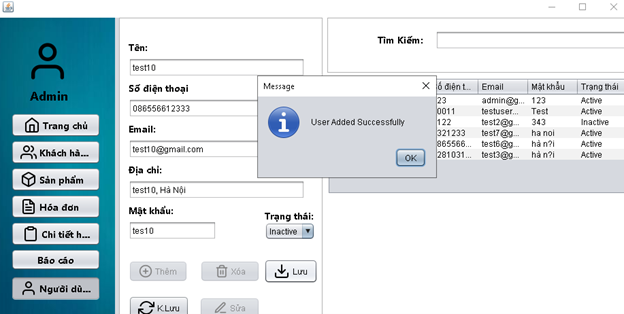 Admin
Trang chủ
Khách hà...
Sản phẩm
Hóa đơn
Chi tiết h...
Báo cáo
Người dù...
Tên:
test10
Số điện thoại
086556612333
Email:
test10@gmail.com
Địa chỉ:
test10, Hà Nội
Mật khẩu:
tes10
Trạng thái:
Inactive
Thêm
Xóa
Lưu
K.Lưu
Sửa
Message
User Added Successfully
OK
Tìm Kiếm:
ố điện t... Email Mật khẩu Trạng thái
23 admin@g... 123 Active
0011 testuser... Test Active
122 test2@g... 343 Inactive
321233 test7@g... ha noi Active
865566... test6@g... hà n?i Active
281031... test3@g... hà n?i Active